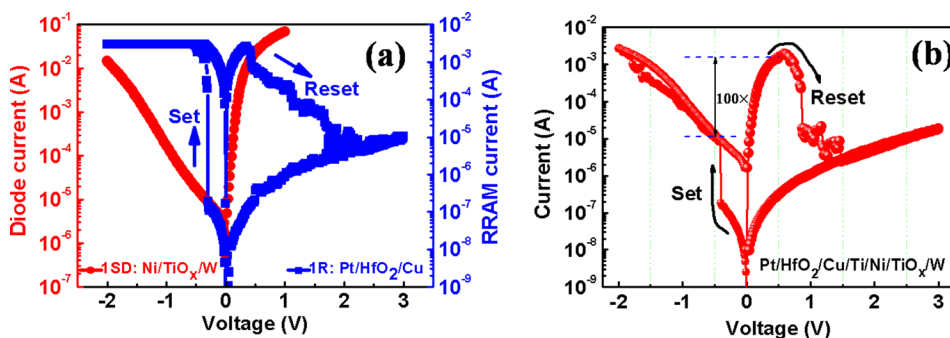 (a)
Diode current (A)
10⁻¹
10⁻²
10⁻³
10⁻⁴
10⁻⁵
10⁻⁶
10⁻⁷
Set
Reset
1SD: Ni/TiOₓ/W
1R: Pt/HfO₂/Cu
-2 -1 0 1 2 3
Voltage (V)
10⁻²
10⁻³
10⁻⁴
10⁻⁵
10⁻⁶
10⁻⁷
10⁻⁸
10⁻⁹
RRAM current (A)
(b)
Current (A)
10⁻¹
10⁻²
10⁻³
10⁻⁴
10⁻⁵
10⁻⁶
10⁻⁷
10⁻⁸
10⁻⁹
100×
Set
Reset
Pt/HfO₂/Cu/Ti/Ni/TiOₓ/W
-2 -1 0 1 2 3
Voltage (V)